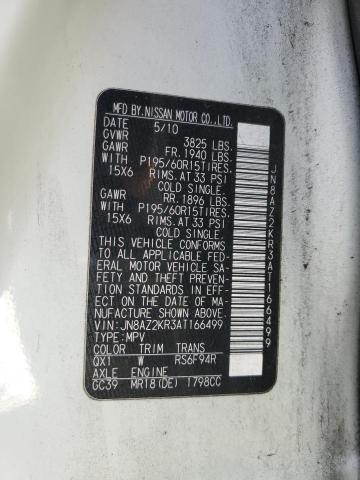 MFD BY.NISSAN MOTOR CO.,LTD.
DATE 5/10
GVWR 3825 LBS.
GAWR FR.1940 LBS.
WITH P195/60R15TIRES.
15X6 RIMS.AT 33 PSI
COLD SINGLE.
GAWR RR.1896 LBS.
WITH P195/60R15TIRES.
15X6 RIMS.AT 33 PSI
COLD SINGLE.
THIS VEHICLE CONFORMS
TO ALL APPLICABLE FED-
ERAL MOTOR VEHICLE SA-
FETY AND THEFT PREVENT-
ION STANDARDS IN EFF-
ECT ON THE DATE OF MA-
NUFACTURE SHOWN ABOVE.
VIN:JN8AZ2KR3AT166499
TYPE:MPV
COLOR TRIM TRANS
QX1 W RS6F94R
AXLE ENGINE
GC39 MR18(DE) 1798CC
JN8AZ2KR3AT166499